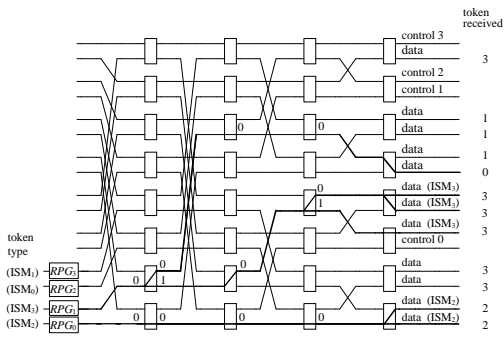 token
received
control 3
data
3
control 2
control 1
data
1
0
0
data
1
data
1
data
0
0
data (ISM3)
3
1
data (ISM3)
3
data (ISM3)
3
token
type
control 0
(ISM1)
RPG3
0
0
data
3
0
1
(ISM0)
RPG2
data
3
(ISM3)
RPG1
data (ISM2)
2
(ISM2)
RPG0
0
0
0
0
data (ISM2)
2